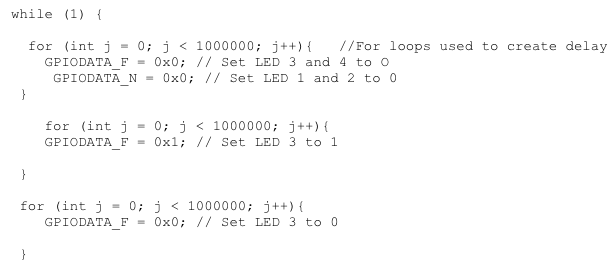 while (1) {
for (int j = 0; j < 1000000; j++){ //For loops used to create delay
GPIODATA_F = 0x0; // Set LED 3 and 4 to O
GPIODATA_N = 0x0; // Set LED 1 and 2 to 0
}
for (int j = 0; j < 1000000; j++){
GPIODATA_F = 0x1; // Set LED 3 to 1
}
for (int j = 0; j < 1000000; j++){
GPIODATA_F = 0x0; // Set LED 3 to 0
}